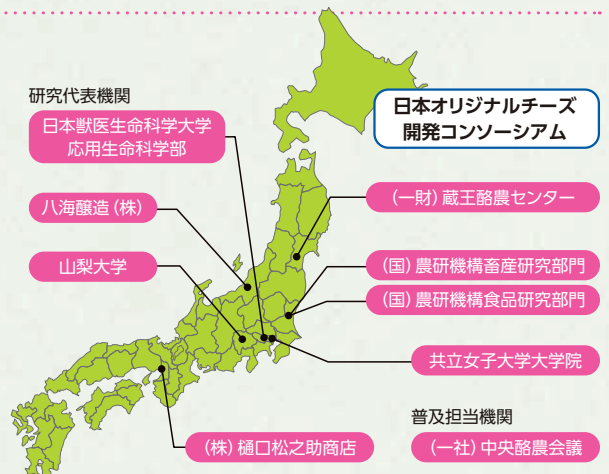 研究代表機関
日本獣医生命科学大学
応用生命科学部
日本オリジナルチーズ
開発コンソーシアム
八海醸造(株)
(一財)蔵王酪農センター
山梨大学
(国)農研機構畜産研究部門
(国)農研機構食品研究部門
共立女子大学大学院
普及担当機関
(株)樋口松之助商店
(一社)中央酪農会議